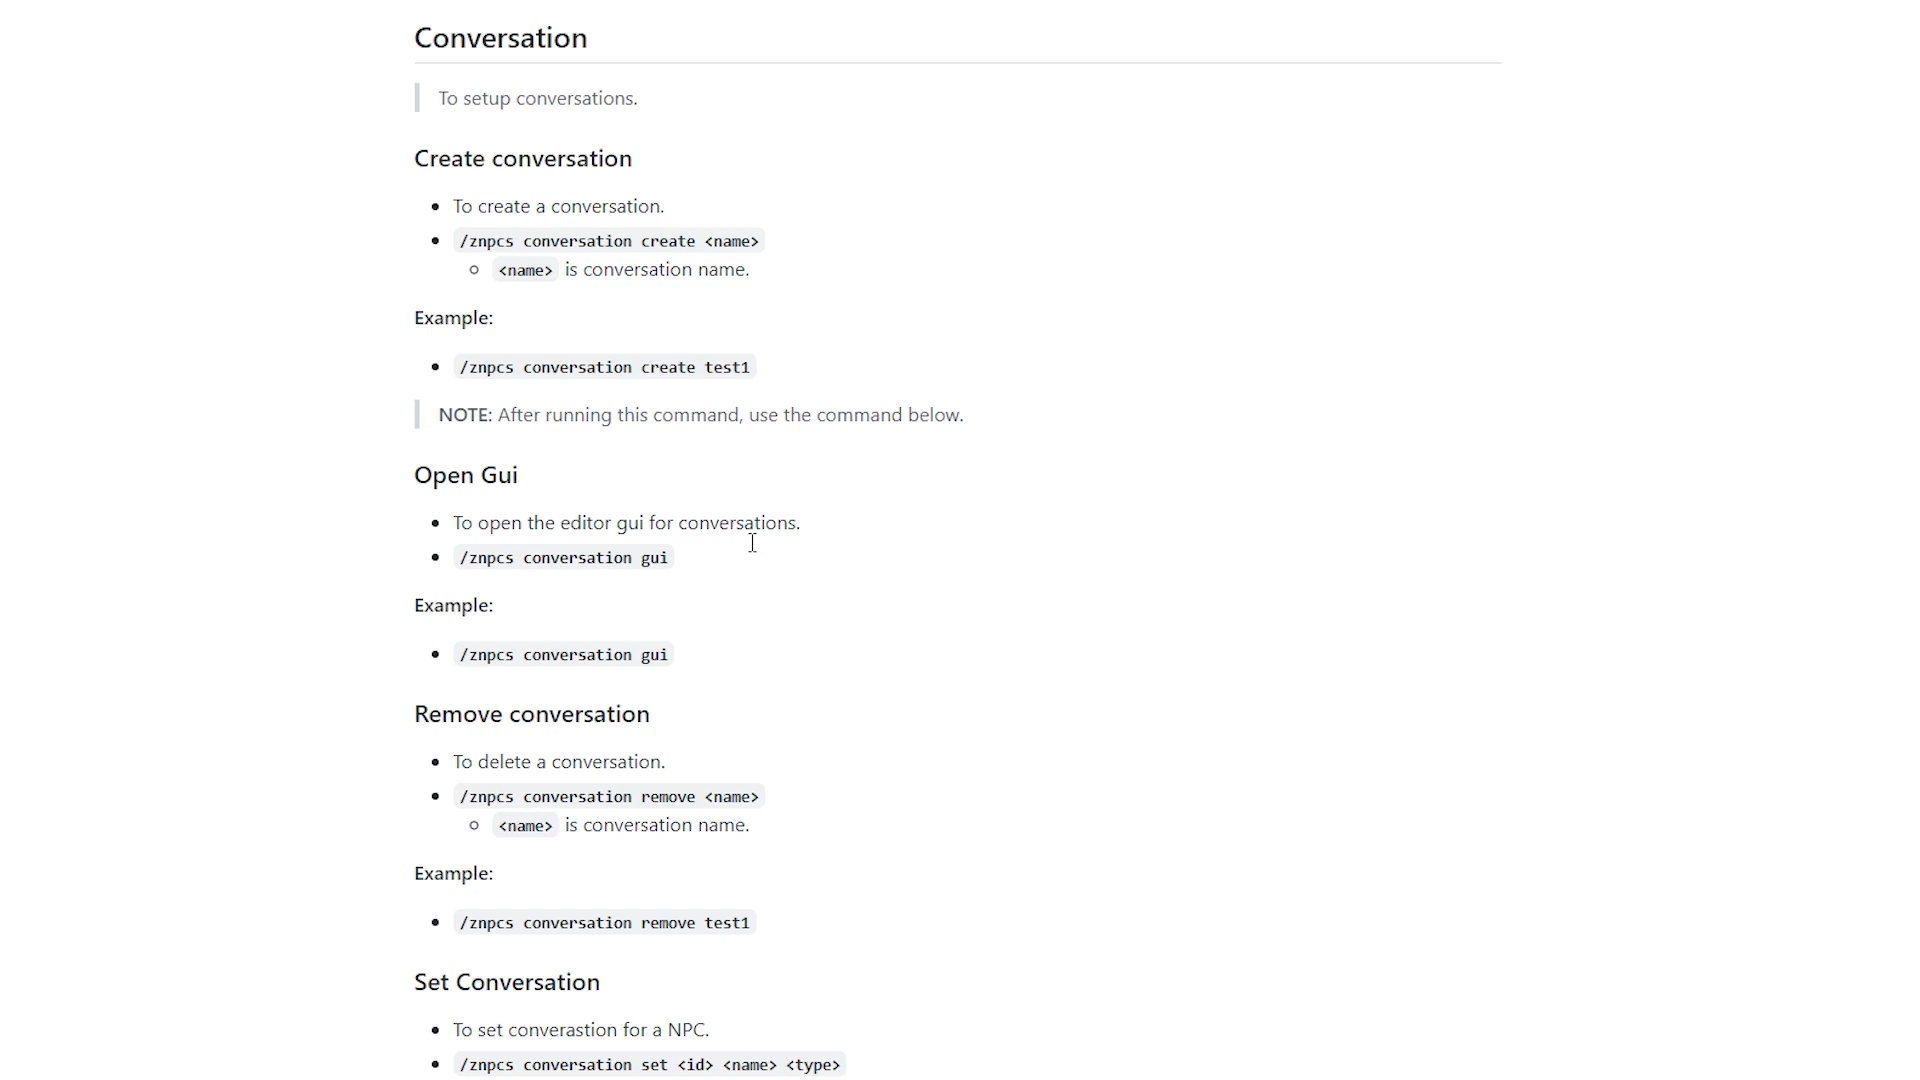 Conversation
To setup conversations.
Create conversation
To create a conversation.
/znpcs conversation create <name>
<name> is conversation name.
Example:
/znpcs conversation create test1
NOTE: After running this command, use the command below.
Open Gui
To open the editor gui for conversations.
/znpcs conversation gui
Example:
/znpcs conversation gui
Remove conversation
To delete a conversation.
/znpcs conversation remove <name>
<name> is conversation name.
Example:
/znpcs conversation remove test1
Set Conversation
To set converastion for a NPC.
/znpcs conversation set <id> <name> <type>